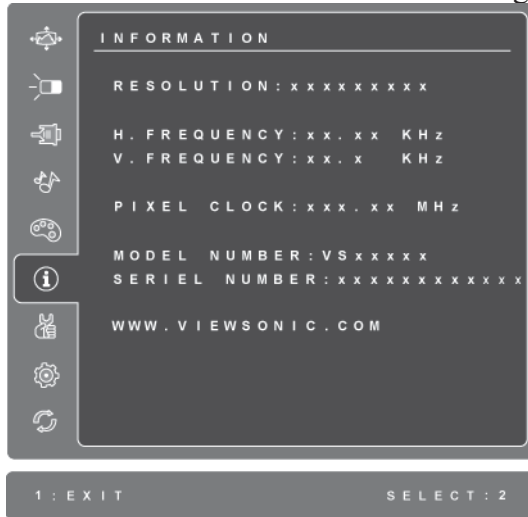 INFORMATION
RESOLUTION:xxxxxxxxx
H. FREQUENCY:xx.xx KHz
V. FREQUENCY:xx.x KHz
PIXEL CLOCK:xxx.xx MHz
MODEL NUMBER:VSxxxxx
SERIEL NUMBER:xxxxxxxxxxxx
WWW.VIEWSONIC.COM
1:EXIT SELECT:2